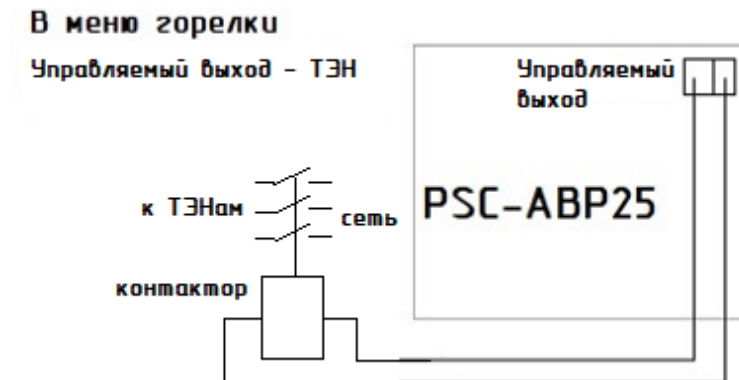 В меню горелки
Управляемый выход - ТЭН
Управляемый
выход
PSC-ABP25
к ТЭНам
сеть
контактор